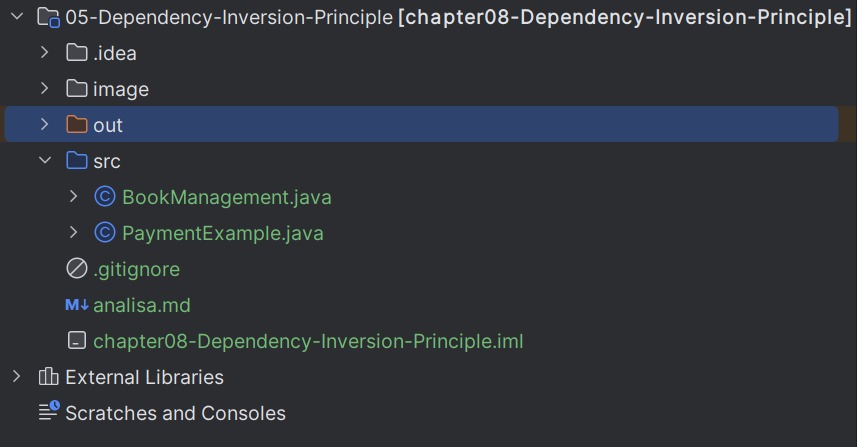 05-Dependency-Inversion-Principle [chapter08-Dependency-Inversion-Principle]
.idea
image
out
src
C BookManagement.java
C PaymentExample.java
.gitignore
M↓ analisa.md
chapter08-Dependency-Inversion-Principle.iml
External Libraries
Scratches and Consoles